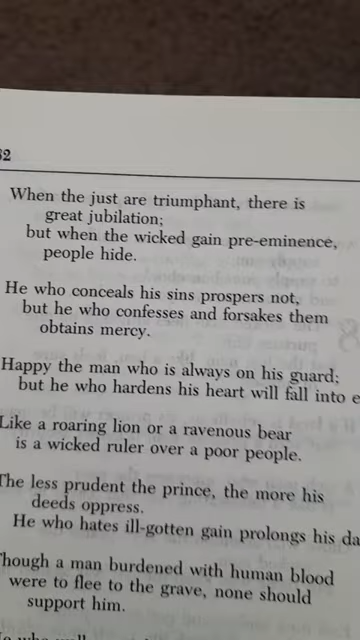 When the just are triumphant, there is
great jubilation;
but when the wicked gain pre-eminence,
people hide.
He who conceals his sins prospers not,
but he who confesses and forsakes them
obtains mercy.
Happy the man who is always on his guard;
but he who hardens his heart will fall into
Like a roaring lion or a ravenous bear
is a wicked ruler over a poor people.
The less prudent the prince, the more his
deeds oppress.
He who hates ill-gotten gain prolongs his
Though a man burdened with human blood
were to flee to the grave, none should
support him.